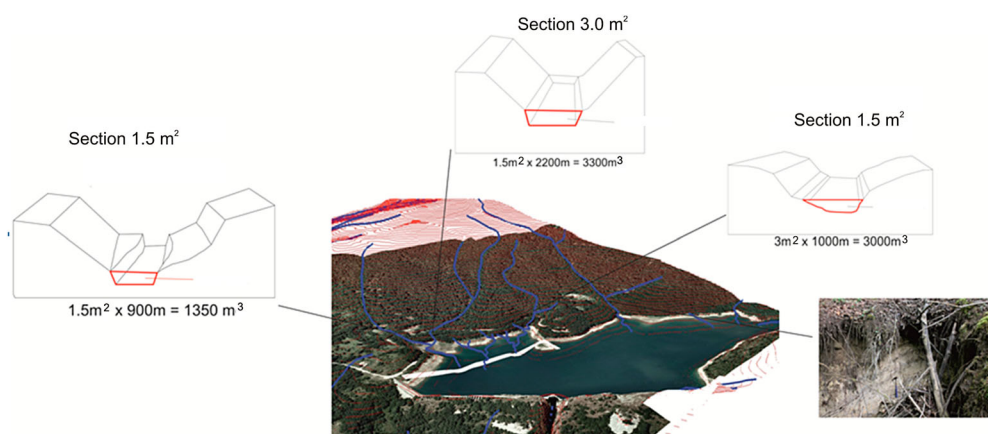 Section 3.0 m²
Section 1.5 m²
Section 1.5 m²
1.5m² x 2200m = 3300m³
3m² x 1000m = 3000m³
1.5m² x 900m = 1350 m³